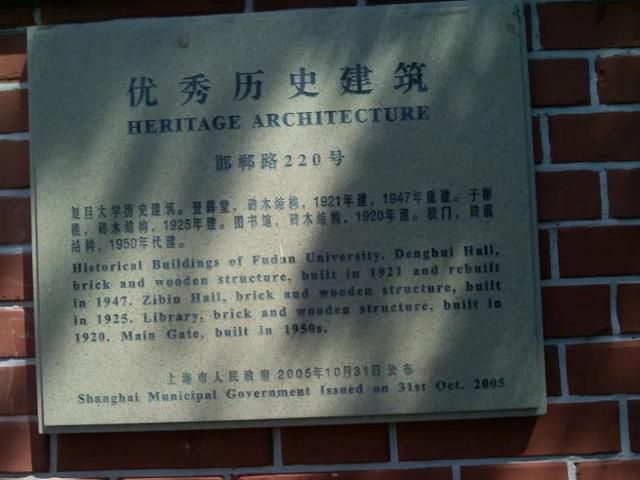 优秀历史建筑
HERITAGE ARCHITECTURE
邯郸路220号
复旦大学历史建筑。登爵堂，砖木结构，1921年建，1947年重建。子彬
楼，砖木结构，1925年建。图书馆，砖木结构，1920年建。校门，砖混
结构，1950年代建。
Historical Buildings of Fudan University. Denghui Hall,
brick and wooden structure, built in 1921 and rebuilt
in 1947. Zibin Hall, brick and wooden structure, built
in 1925. Library, brick and wooden structure, built in
1920. Main Gate, built in 1950s.
上海市人民政府 2005年10月31日公布
Shanghai Municipal Government Issued on 31st Oct. 2005